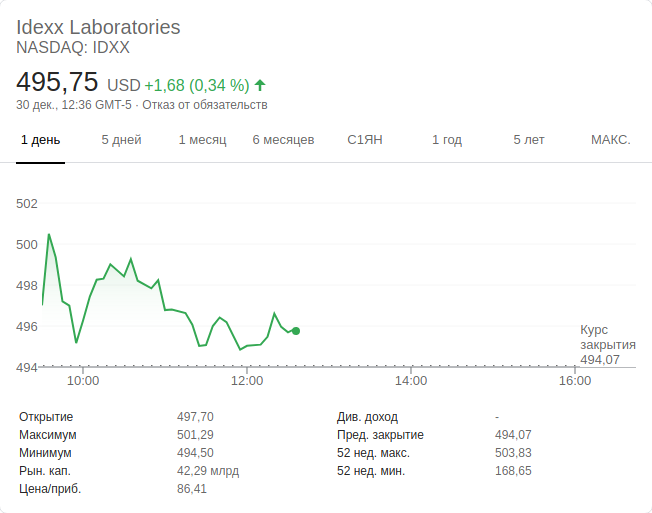 Idexx Laboratories
NASDAQ: IDXX
495,75 USD +1,68 (0,34 %)
30 дек., 12:36 GMT-5 · Отказ от обязательств
1 день 5 дней 1 месяц 6 месяцев С1ЯН 1 год 5 лет МАКС.
502
500
498
496
Курс
закрытия
494,07
494
10:00 12:00 14:00 16:00
Открытие 497,70 Див. доход -
Максимум 501,29 Пред. закрытие 494,07
Минимум 494,50 52 нед. макс. 503,83
Рын. кап. 42,29 млрд 52 нед. мин. 168,65
Цена/приб. 86,41